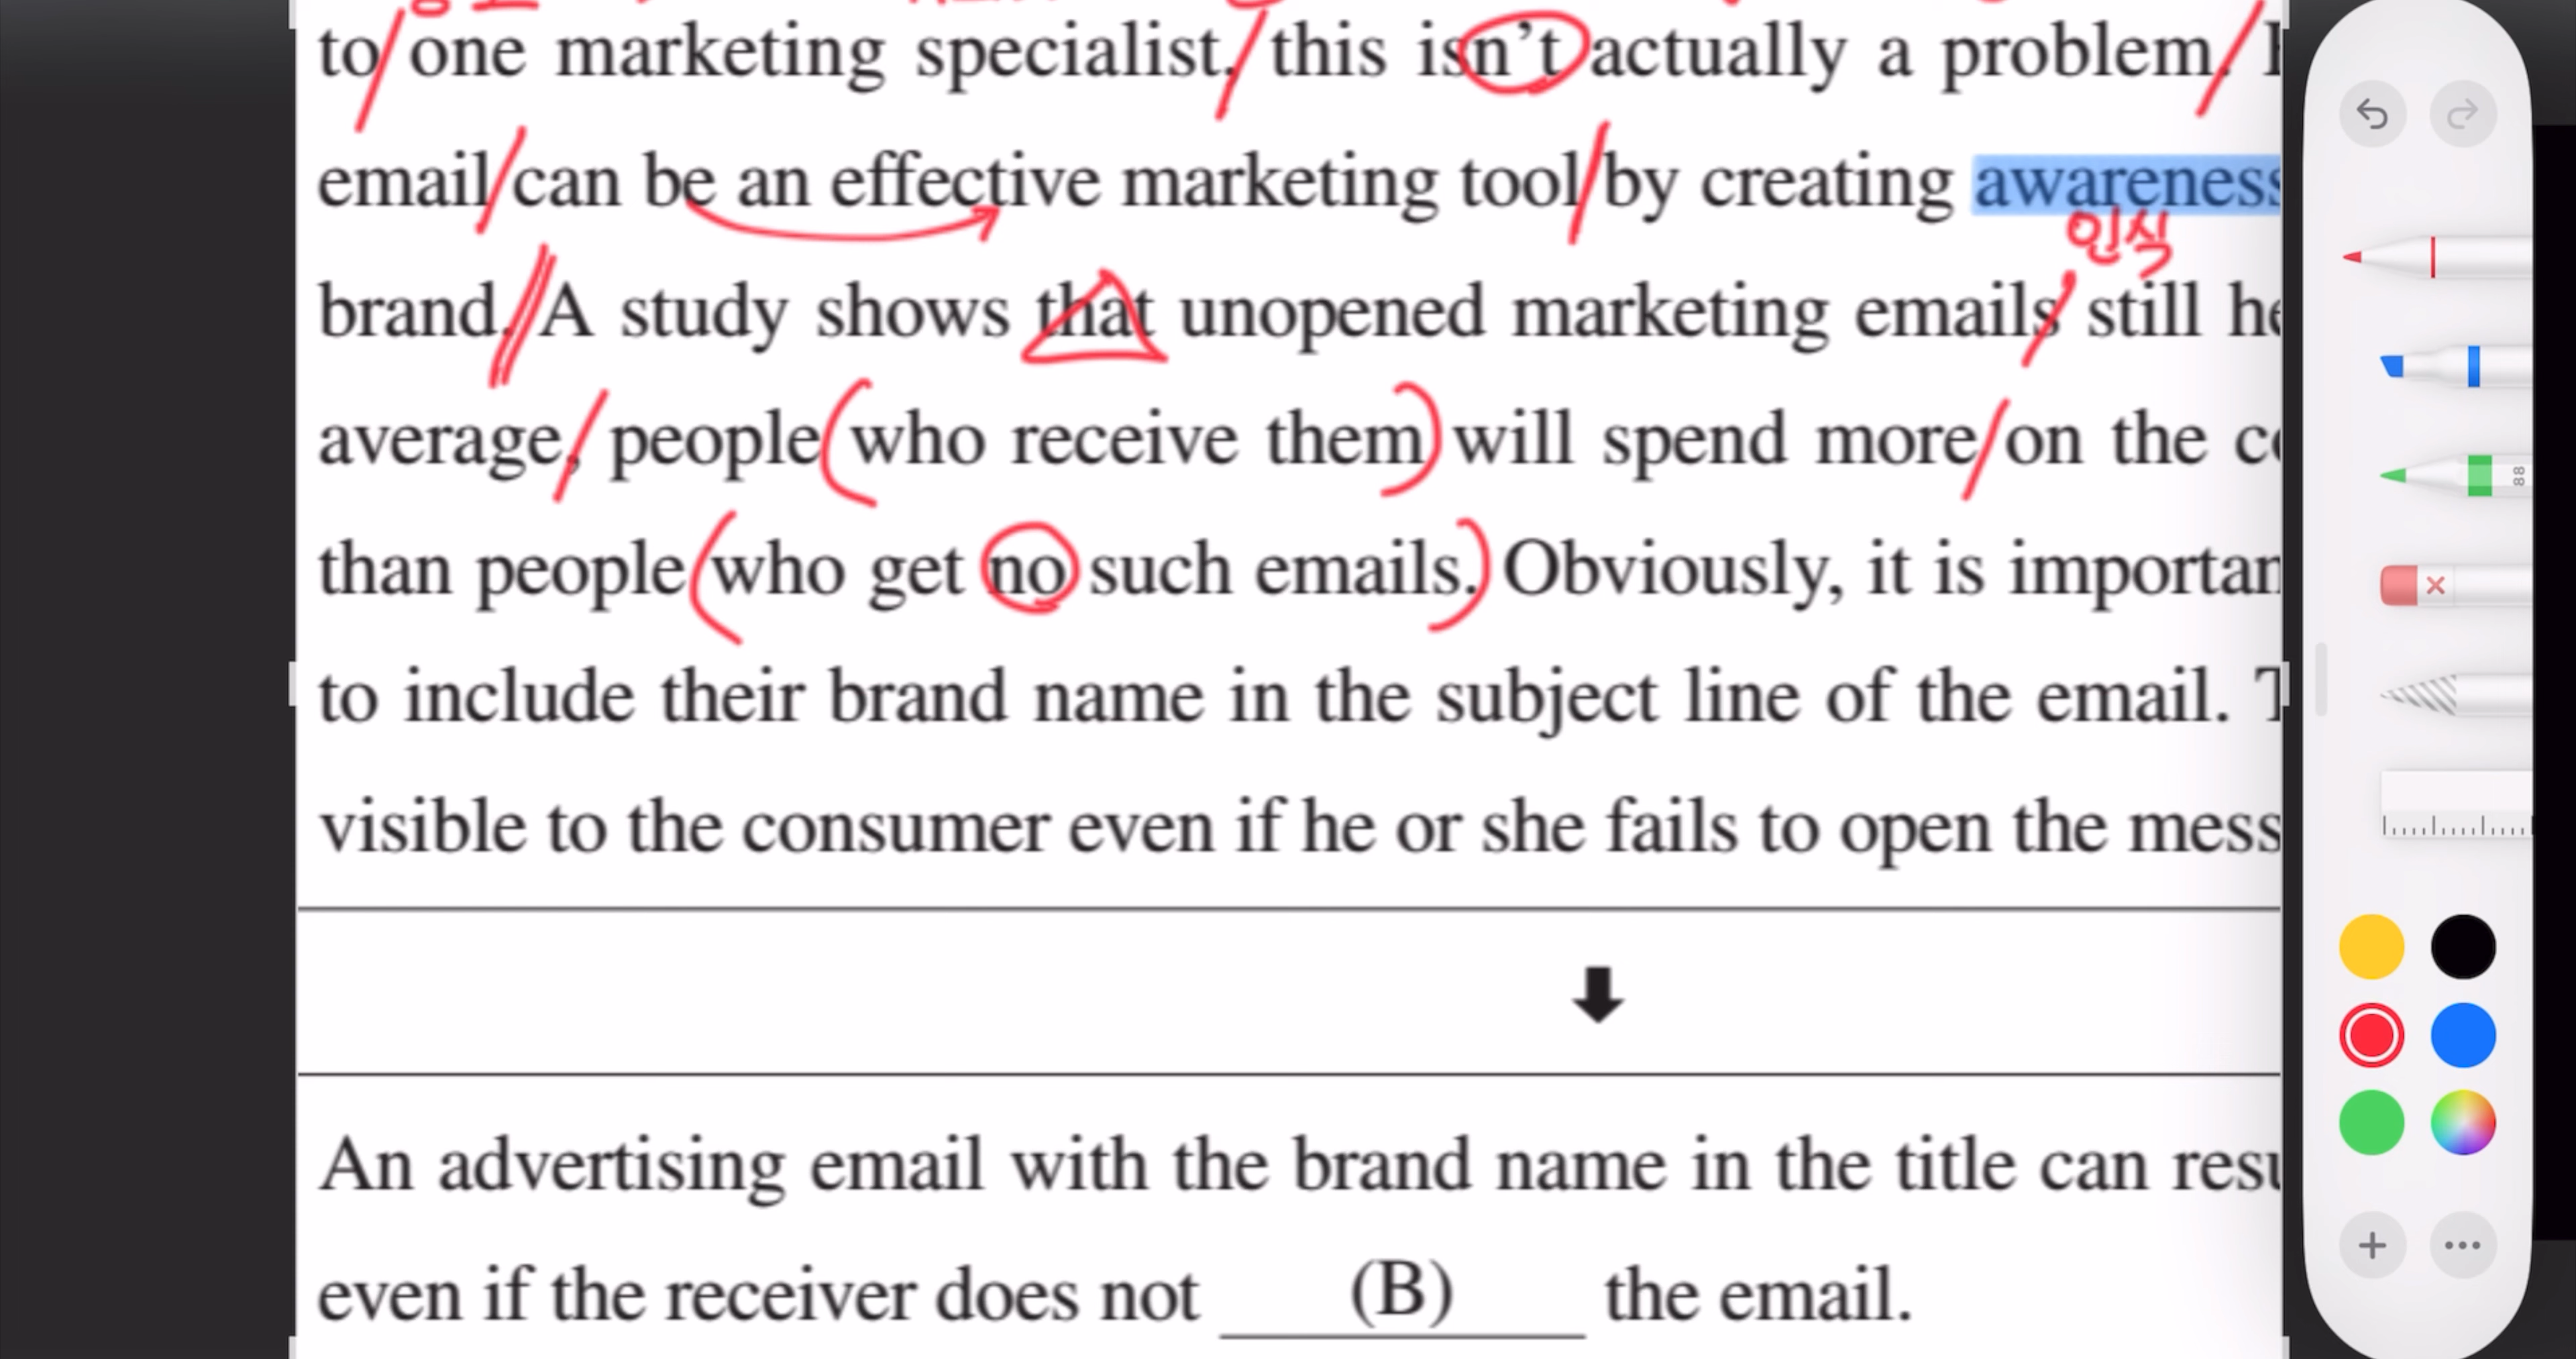 to one marketing specialist, this isn't actually a problem.
email can be an effective marketing tool by creating awareness
인식
brand. A study shows that unopened marketing emails still
average, people who receive them will spend more on the
than people who get no such emails. Obviously, it is
to include their brand name in the subject line of the email.
visible to the consumer even if he or she fails to open the
An advertising email with the brand name in the title can
even if the receiver does not (B) the email.